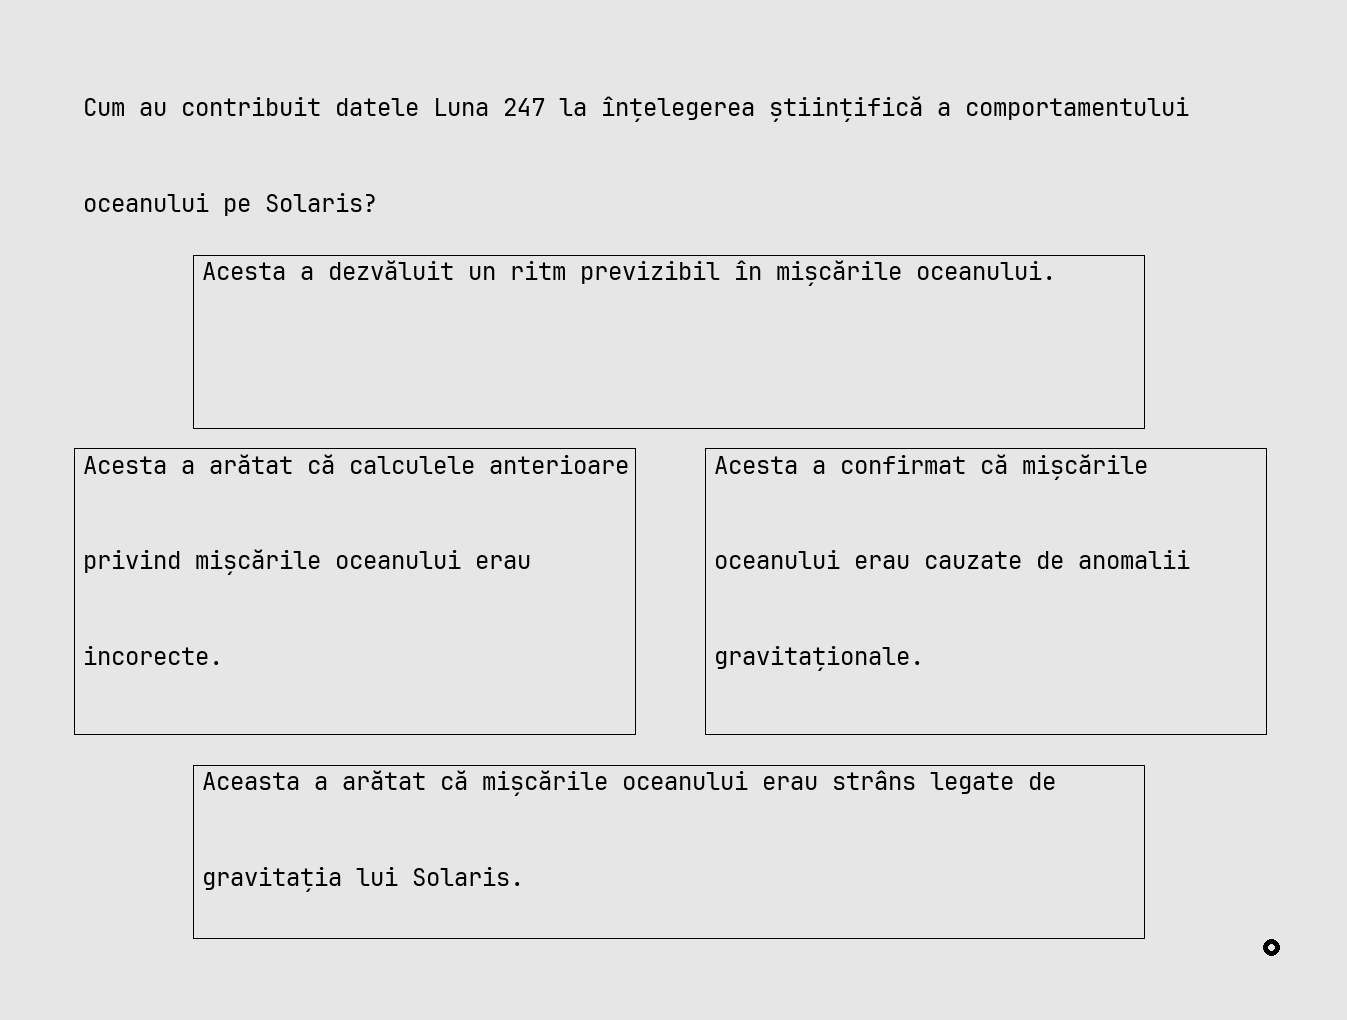 Cum au contribuit datele Luna 247 la înțelegerea științifică a comportamentului
oceanului pe Solaris?
Acesta a dezvăluit un ritm previzibil în mișcările oceanului.
Acesta a arătat că calculele anterioare
privind mișcările oceanului erau
incorecte.
Acesta a confirmat că mișcările
oceanului erau cauzate de anomalii
gravitaționale.
Aceasta a arătat că mișcările oceanului erau strâns legate de
gravitația lui Solaris.